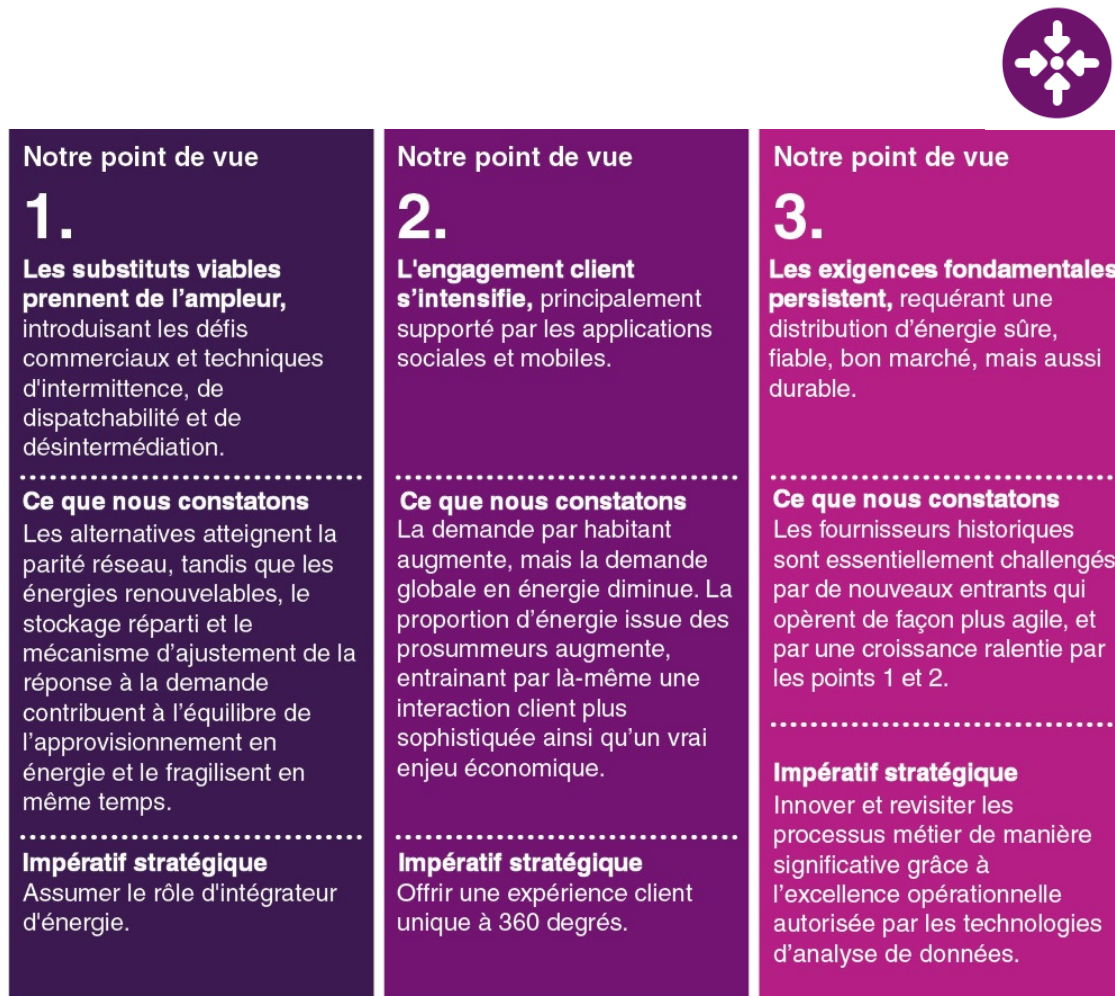 Notre point de vue
1.
Les substituts viables
prennent de l’ampleur,
introduisant les défis
commerciaux et techniques
d'intermittence, de
dispatchabilité et de
désintermédiation.
Ce que nous constatons
Les alternatives atteignent la
parité réseau, tandis que les
énergies renouvelables, le
stockage réparti et le
mécanisme d’ajustement de la
réponse à la demande
contribuent à l’équilibre de
l’approvisionnement en
énergie et le fragilisent en
même temps.
Impératif stratégique
Assumer le rôle d'intégrateur
d'énergie.
Notre point de vue
2.
L'engagement client
s’intensifie, principalement
supporté par les applications
sociales et mobiles.
Ce que nous constatons
La demande par habitant
augmente, mais la demande
globale en énergie diminue. La
proportion d’énergie issue des
prosummeurs augmente,
entrainant par là-même une
interaction client plus
sophistiquée ainsi qu’un vrai
enjeu économique.
Impératif stratégique
Offrir une expérience client
unique à 360 degrés.
Notre point de vue
3.
Les exigences fondamentales
persistent, requérant une
distribution d’énergie sûre,
fiable, bon marché, mais aussi
durable.
Ce que nous constatons
Les fournisseurs historiques
sont essentiellement challengés
par de nouveaux entrants qui
opèrent de façon plus agile, et
par une croissance ralentie par
les points 1 et 2.
Impératif stratégique
Innover et revisiter les
processus métier de manière
significative grâce à
l’excellence opérationnelle
autorisée par les technologies
d’analyse de données.